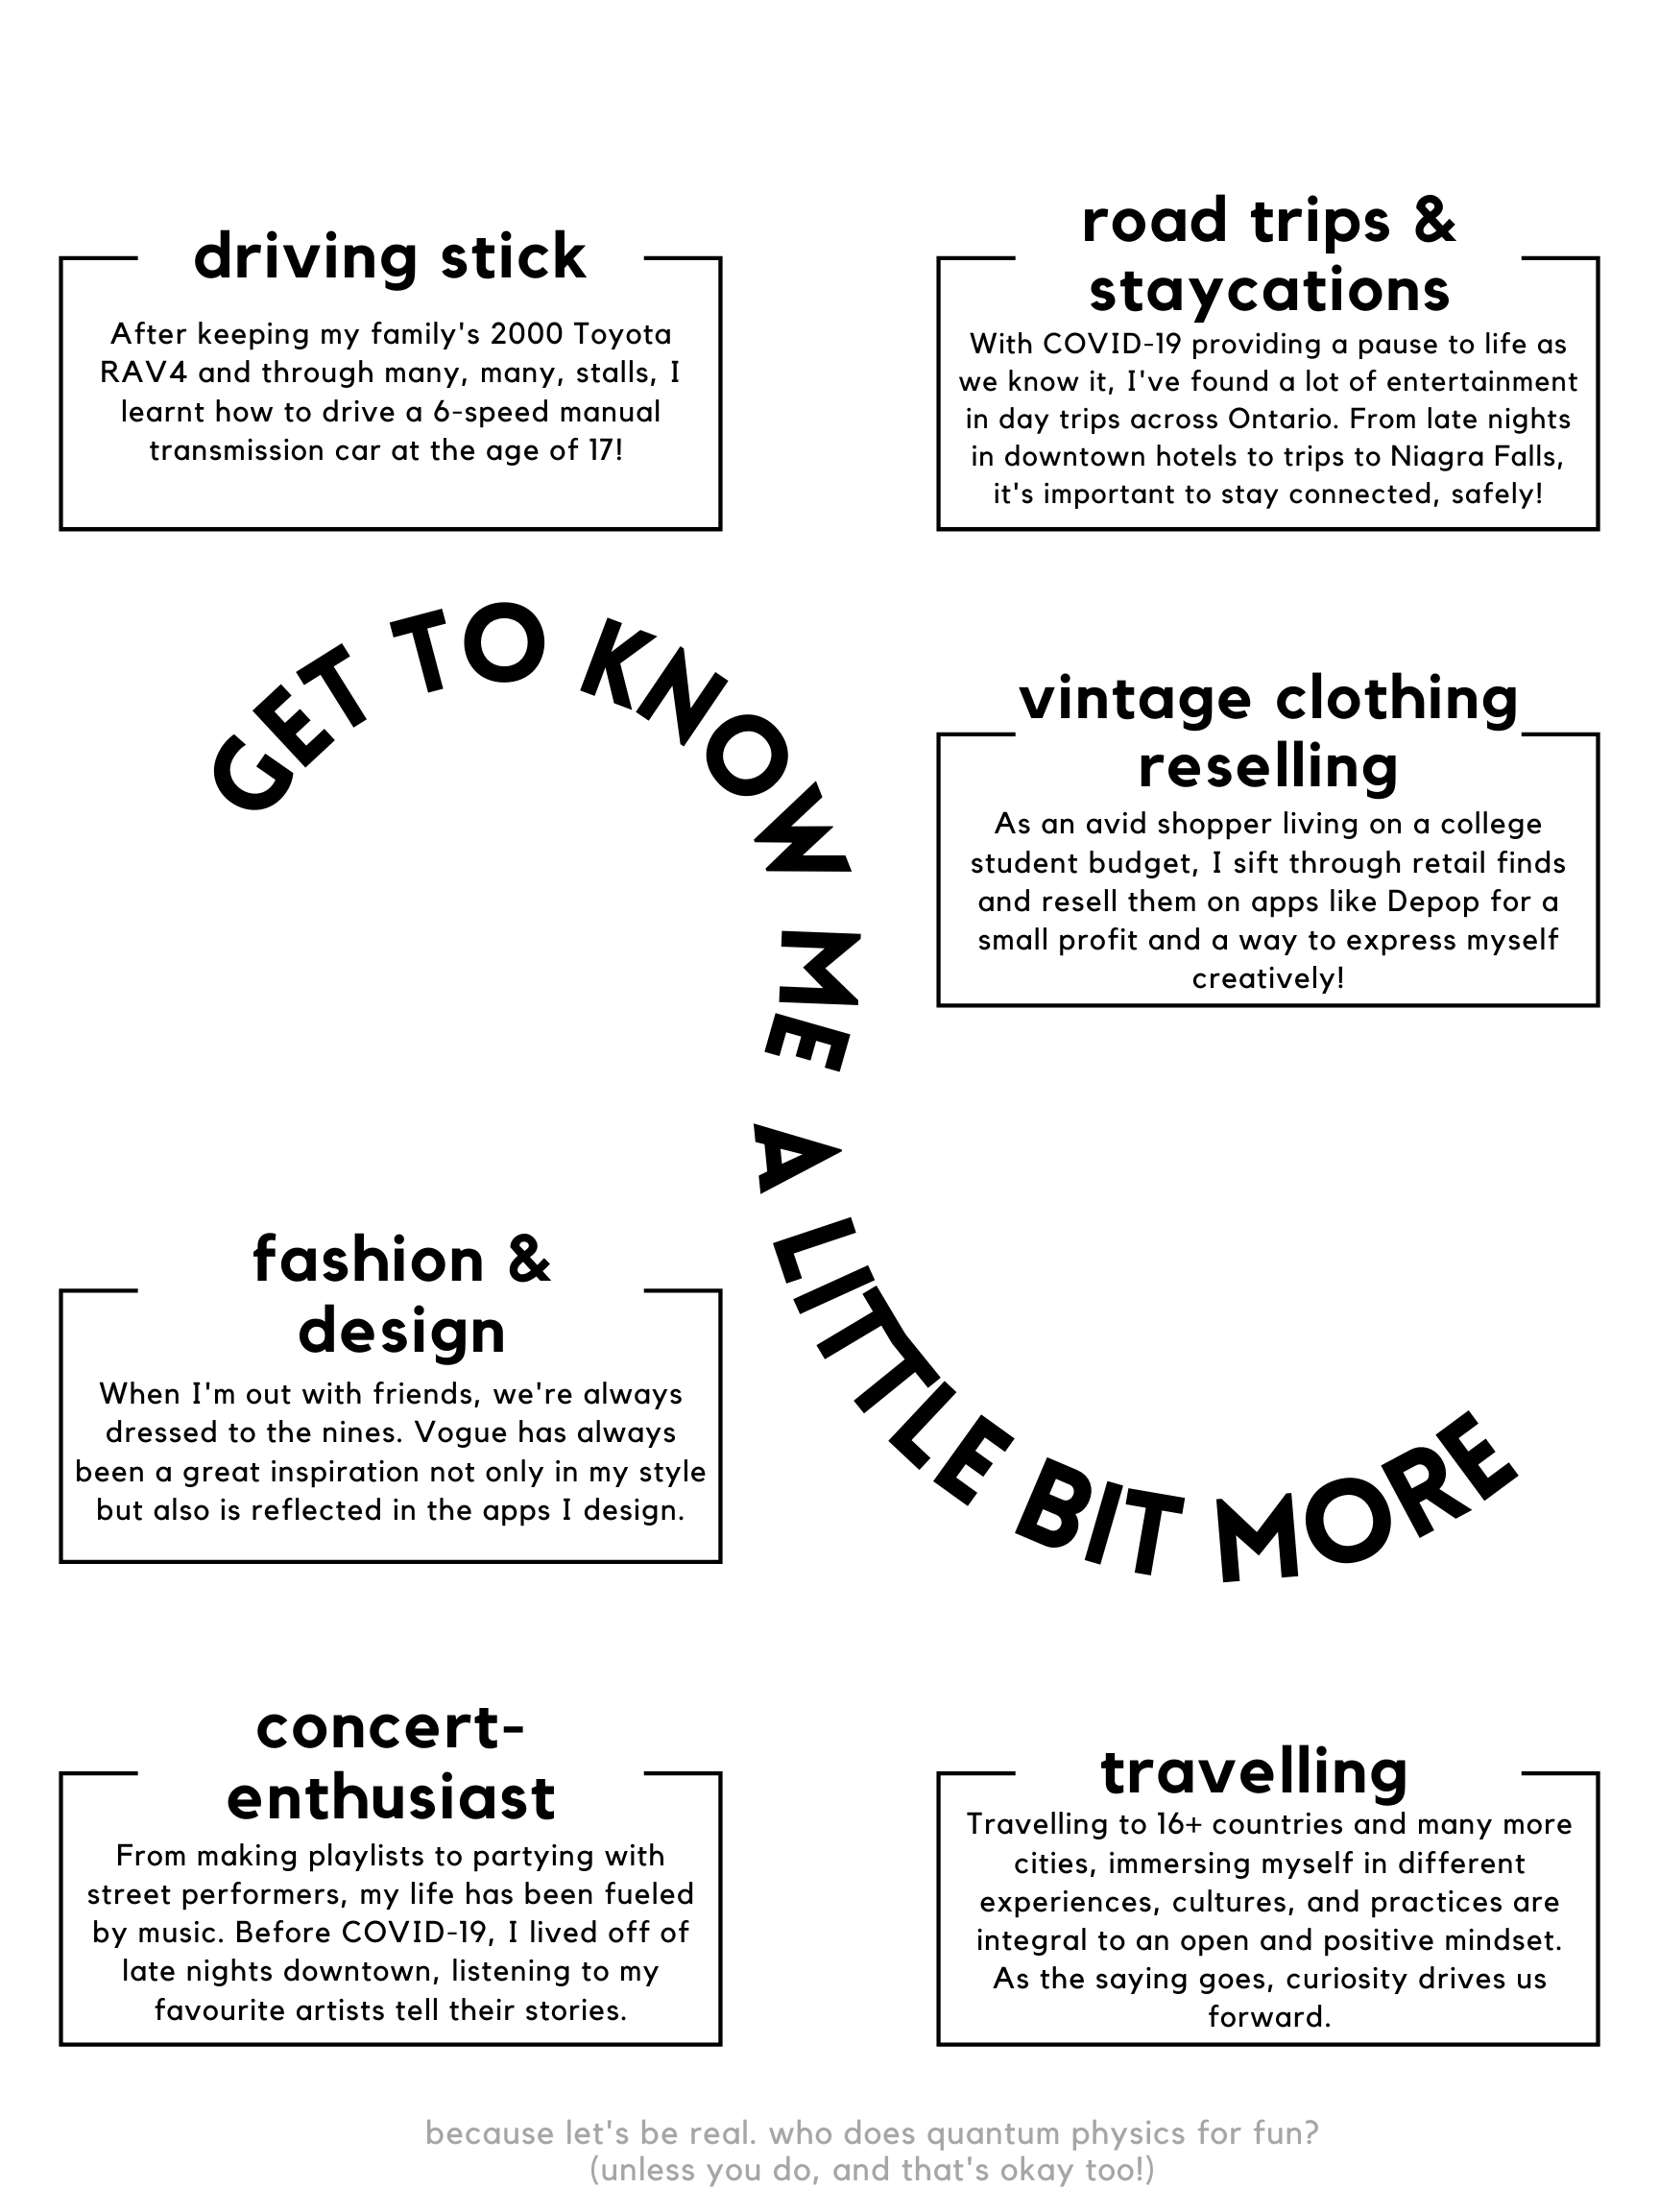 driving stick
After keeping my family's 2000 Toyota
RAV4 and through many, many, stalls, I
learnt how to drive a 6-speed manual
transmission car at the age of 17!
road trips &
staycations
With COVID-19 providing a pause to life as
we know it, I've found a lot of entertainment
in day trips across Ontario. From late nights
in downtown hotels to trips to Niagra Falls,
it's important to stay connected, safely!
GET TO KNOW ME A LITTLE BIT MORE
vintage clothing
reselling
As an avid shopper living on a college
student budget, I sift through retail finds
and resell them on apps like Depop for a
small profit and a way to express myself
creatively!
fashion &
design
When I'm out with friends, we're always
dressed to the nines. Vogue has always
been a great inspiration not only in my style
but also is reflected in the apps I design.
concert-
enthusiast
From making playlists to partying with
street performers, my life has been fueled
by music. Before COVID-19, I lived off of
late nights downtown, listening to my
favourite artists tell their stories.
travelling
Travelling to 16+ countries and many more
cities, immersing myself in different
experiences, cultures, and practices are
integral to an open and positive mindset.
As the saying goes, curiosity drives us
forward.
because let's be real. who does quantum physics for fun?
(unless you do, and that's okay too!)